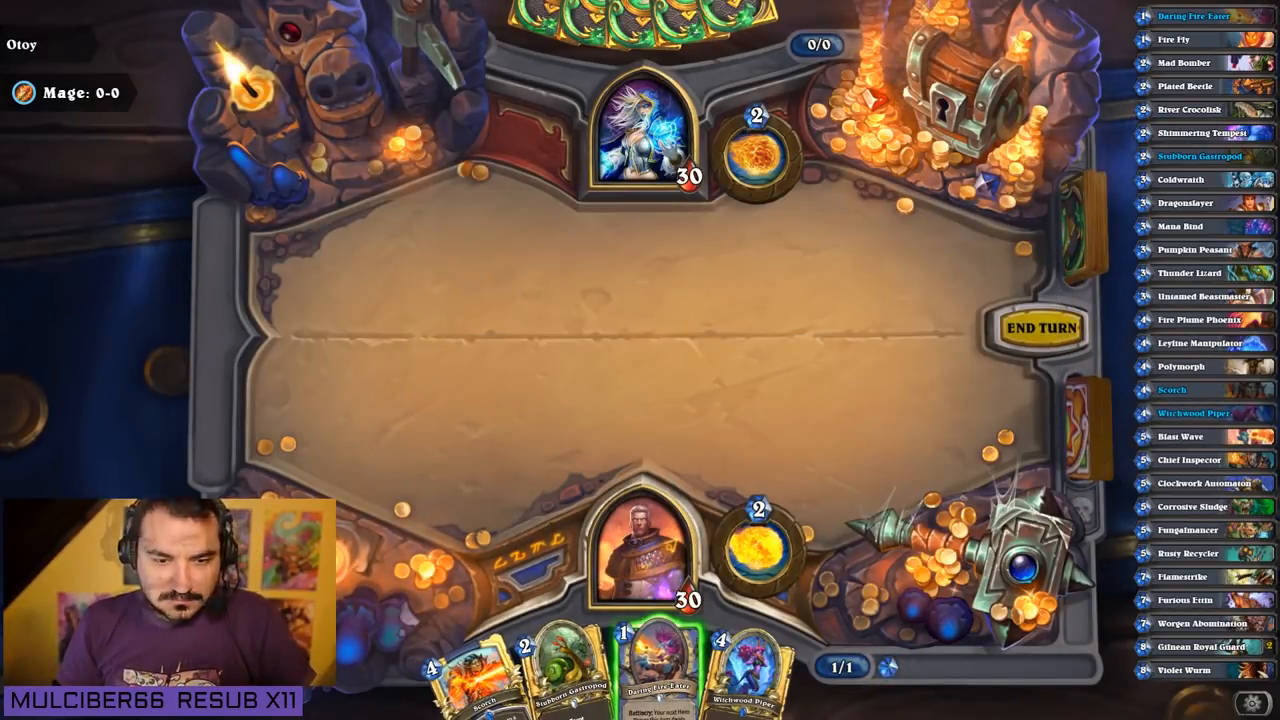 Otoy
Mage: 0-0
0/0
2
30
END TURN
2
30
1/1
4
Scorch
2
Stubborn Gastropod
1
Daring Fire-Eater
Battlecry: Your next Hero
4
Witchwood Piper
MULCIBER66 RESUB X11
1 Daring Fire Eater
1 Fire Fly
2 Mad Bomber
2 Plated Beetle
2 River Crocolisk
2 Shimmering Tempest
2 Stubborn Gastropod
3 Coldwraith
3 Dragonslayer
3 Mana Bind
3 Pumpkin Peasant
3 Thunder Lizard
3 Untamed Beastmaster
4 Fire Plume Phoenix
4 Leyline Manipulator
4 Polymorph
4 Scorch
4 Witchwood Piper
5 Blast Wave
5 Chief Inspector
5 Clockwork Automaton
5 Corrosive Sludge
5 Fungalmancer
5 Rusty Recycler
7 Flamestrike
7 Furious Ettin
7 Worgen Abomination
8 Gilnean Royal Guard 2
8 Violet Wurm